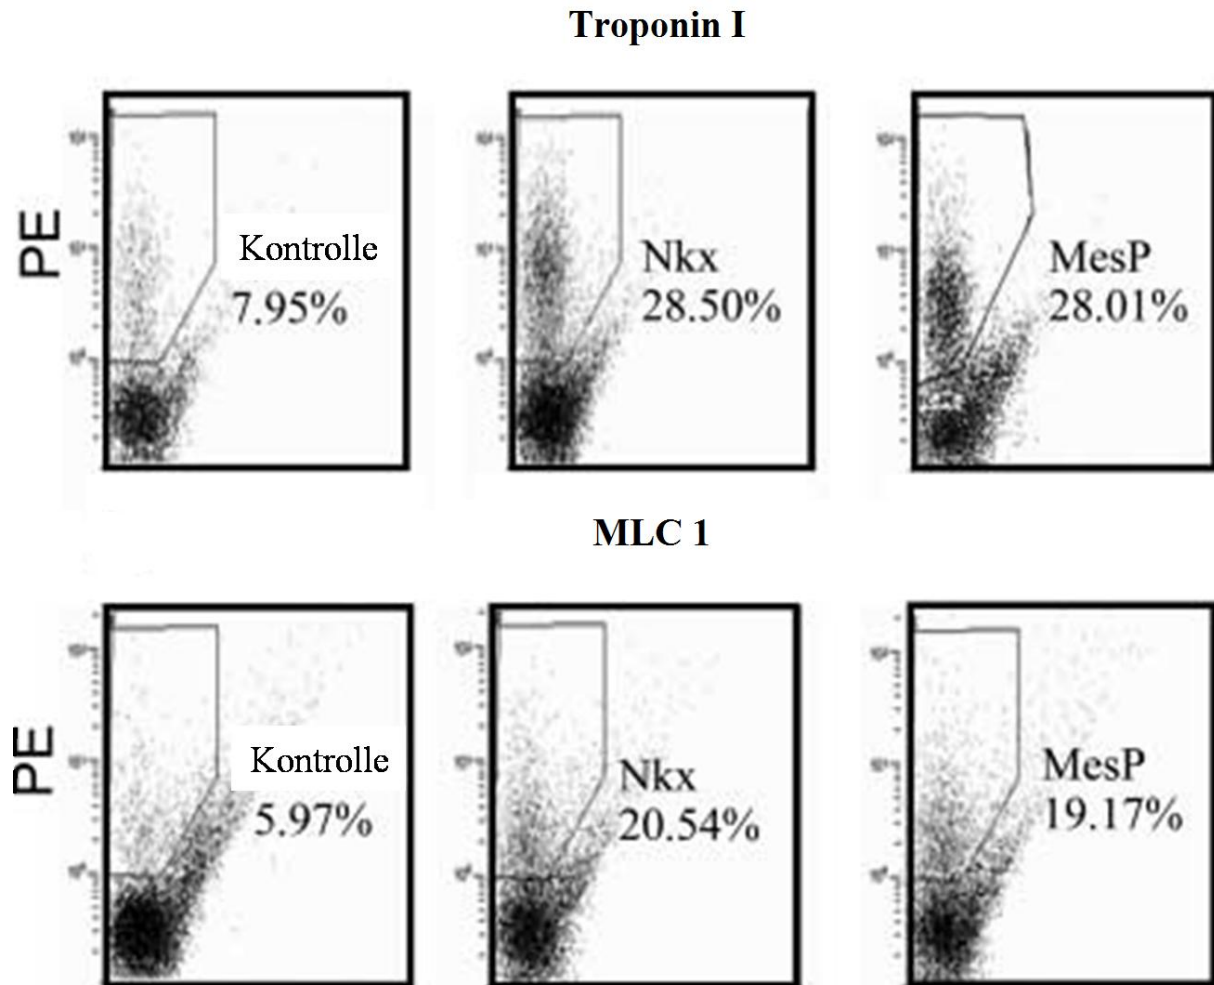 Troponin I
PE
Kontrolle
7.95%
Nkx
28.50%
MesP
28.01%
MLC 1
PE
Kontrolle
5.97%
Nkx
20.54%
MesP
19.17%